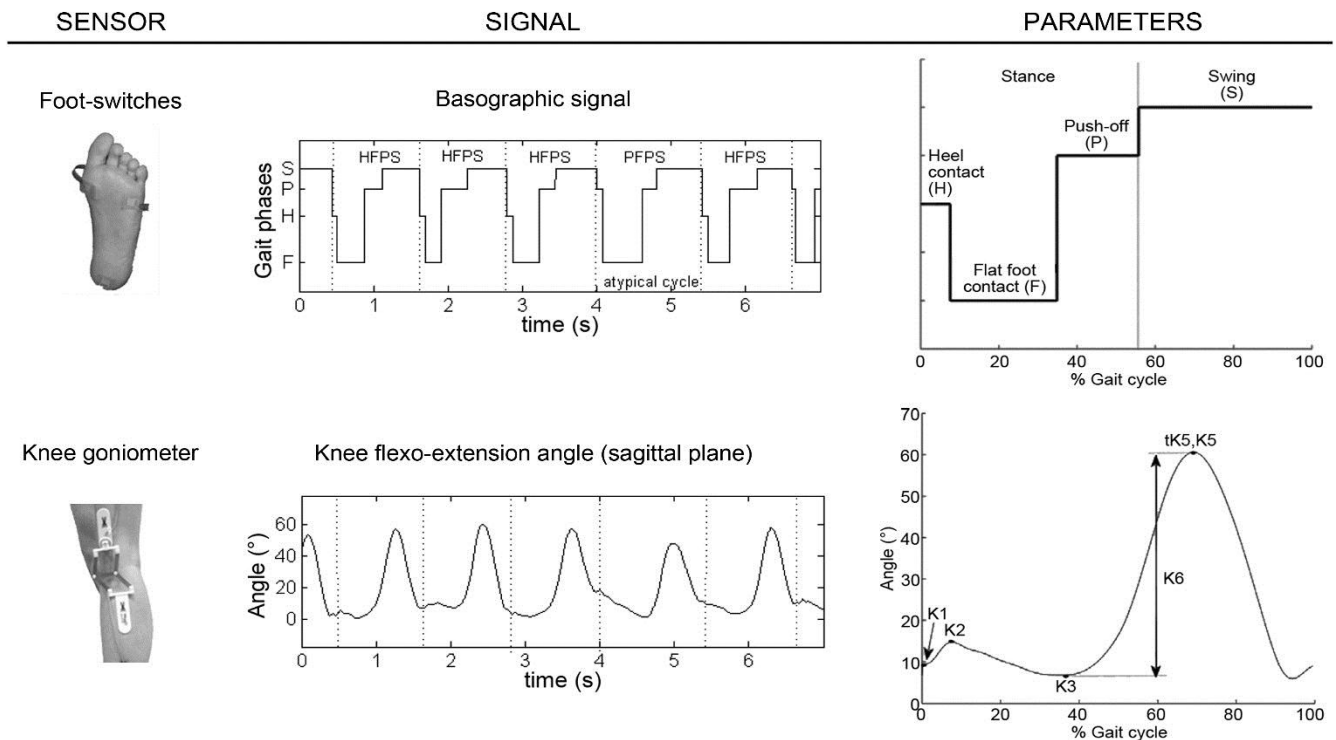 SENSOR
SIGNAL
PARAMETERS
Foot-switches
Basographic signal
Gait phases
S
P
H
F
HFPS
HFPS
HFPS
PFPS
HFPS
atypical cycle
1
2
3
4
5
6
time (s)
Stance
Swing
(S)
Push-off
(P)
Heel
contact
(H)
Flat foot
contact (F)
0
20
40
60
80
100
% Gait cycle
Knee goniometer
Knee flexo-extension angle (sagittal plane)
Angle (°)
60
40
20
0
0
1
2
3
4
5
6
time (s)
Angle (°)
70
60
50
40
30
20
10
0
K1
K2
K3
tK5,K5
K6
0
20
40
60
80
100
% Gait cycle